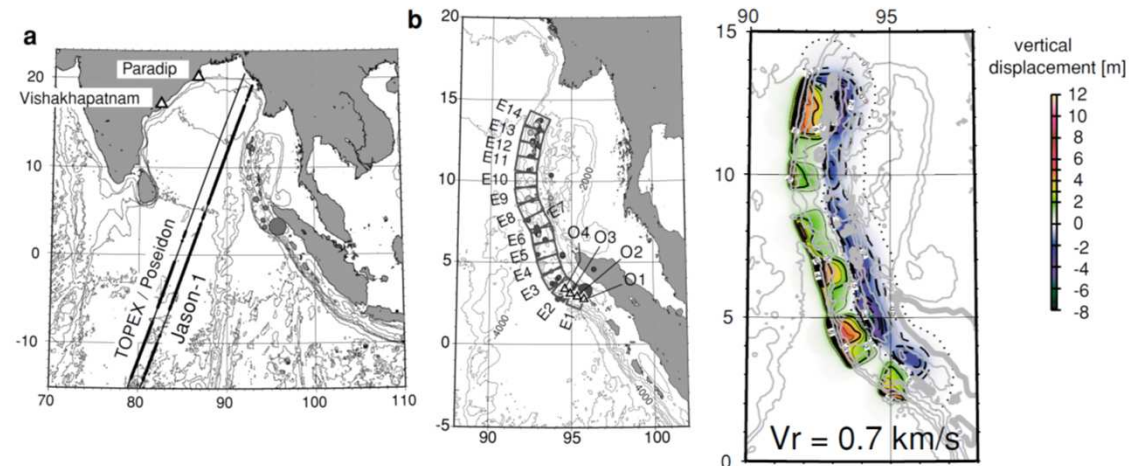 a
Paradip
Vishakhapatnam
TOPEX / Poseidon
Jason-1
20
10
0
-10
70
80
90
100
110
b
20
15
10
5
0
-5
90
95
100
E14
E13
E12
E11
E10
E9
E8
E7
E6
E5
E4
E3
E2
E1
O4
O3
O2
O1
2000
4000
4000
90
95
15
10
5
0
Vr = 0.7 km/s
vertical
displacement [m]
12
10
8
6
4
2
0
-2
-4
-6
-8